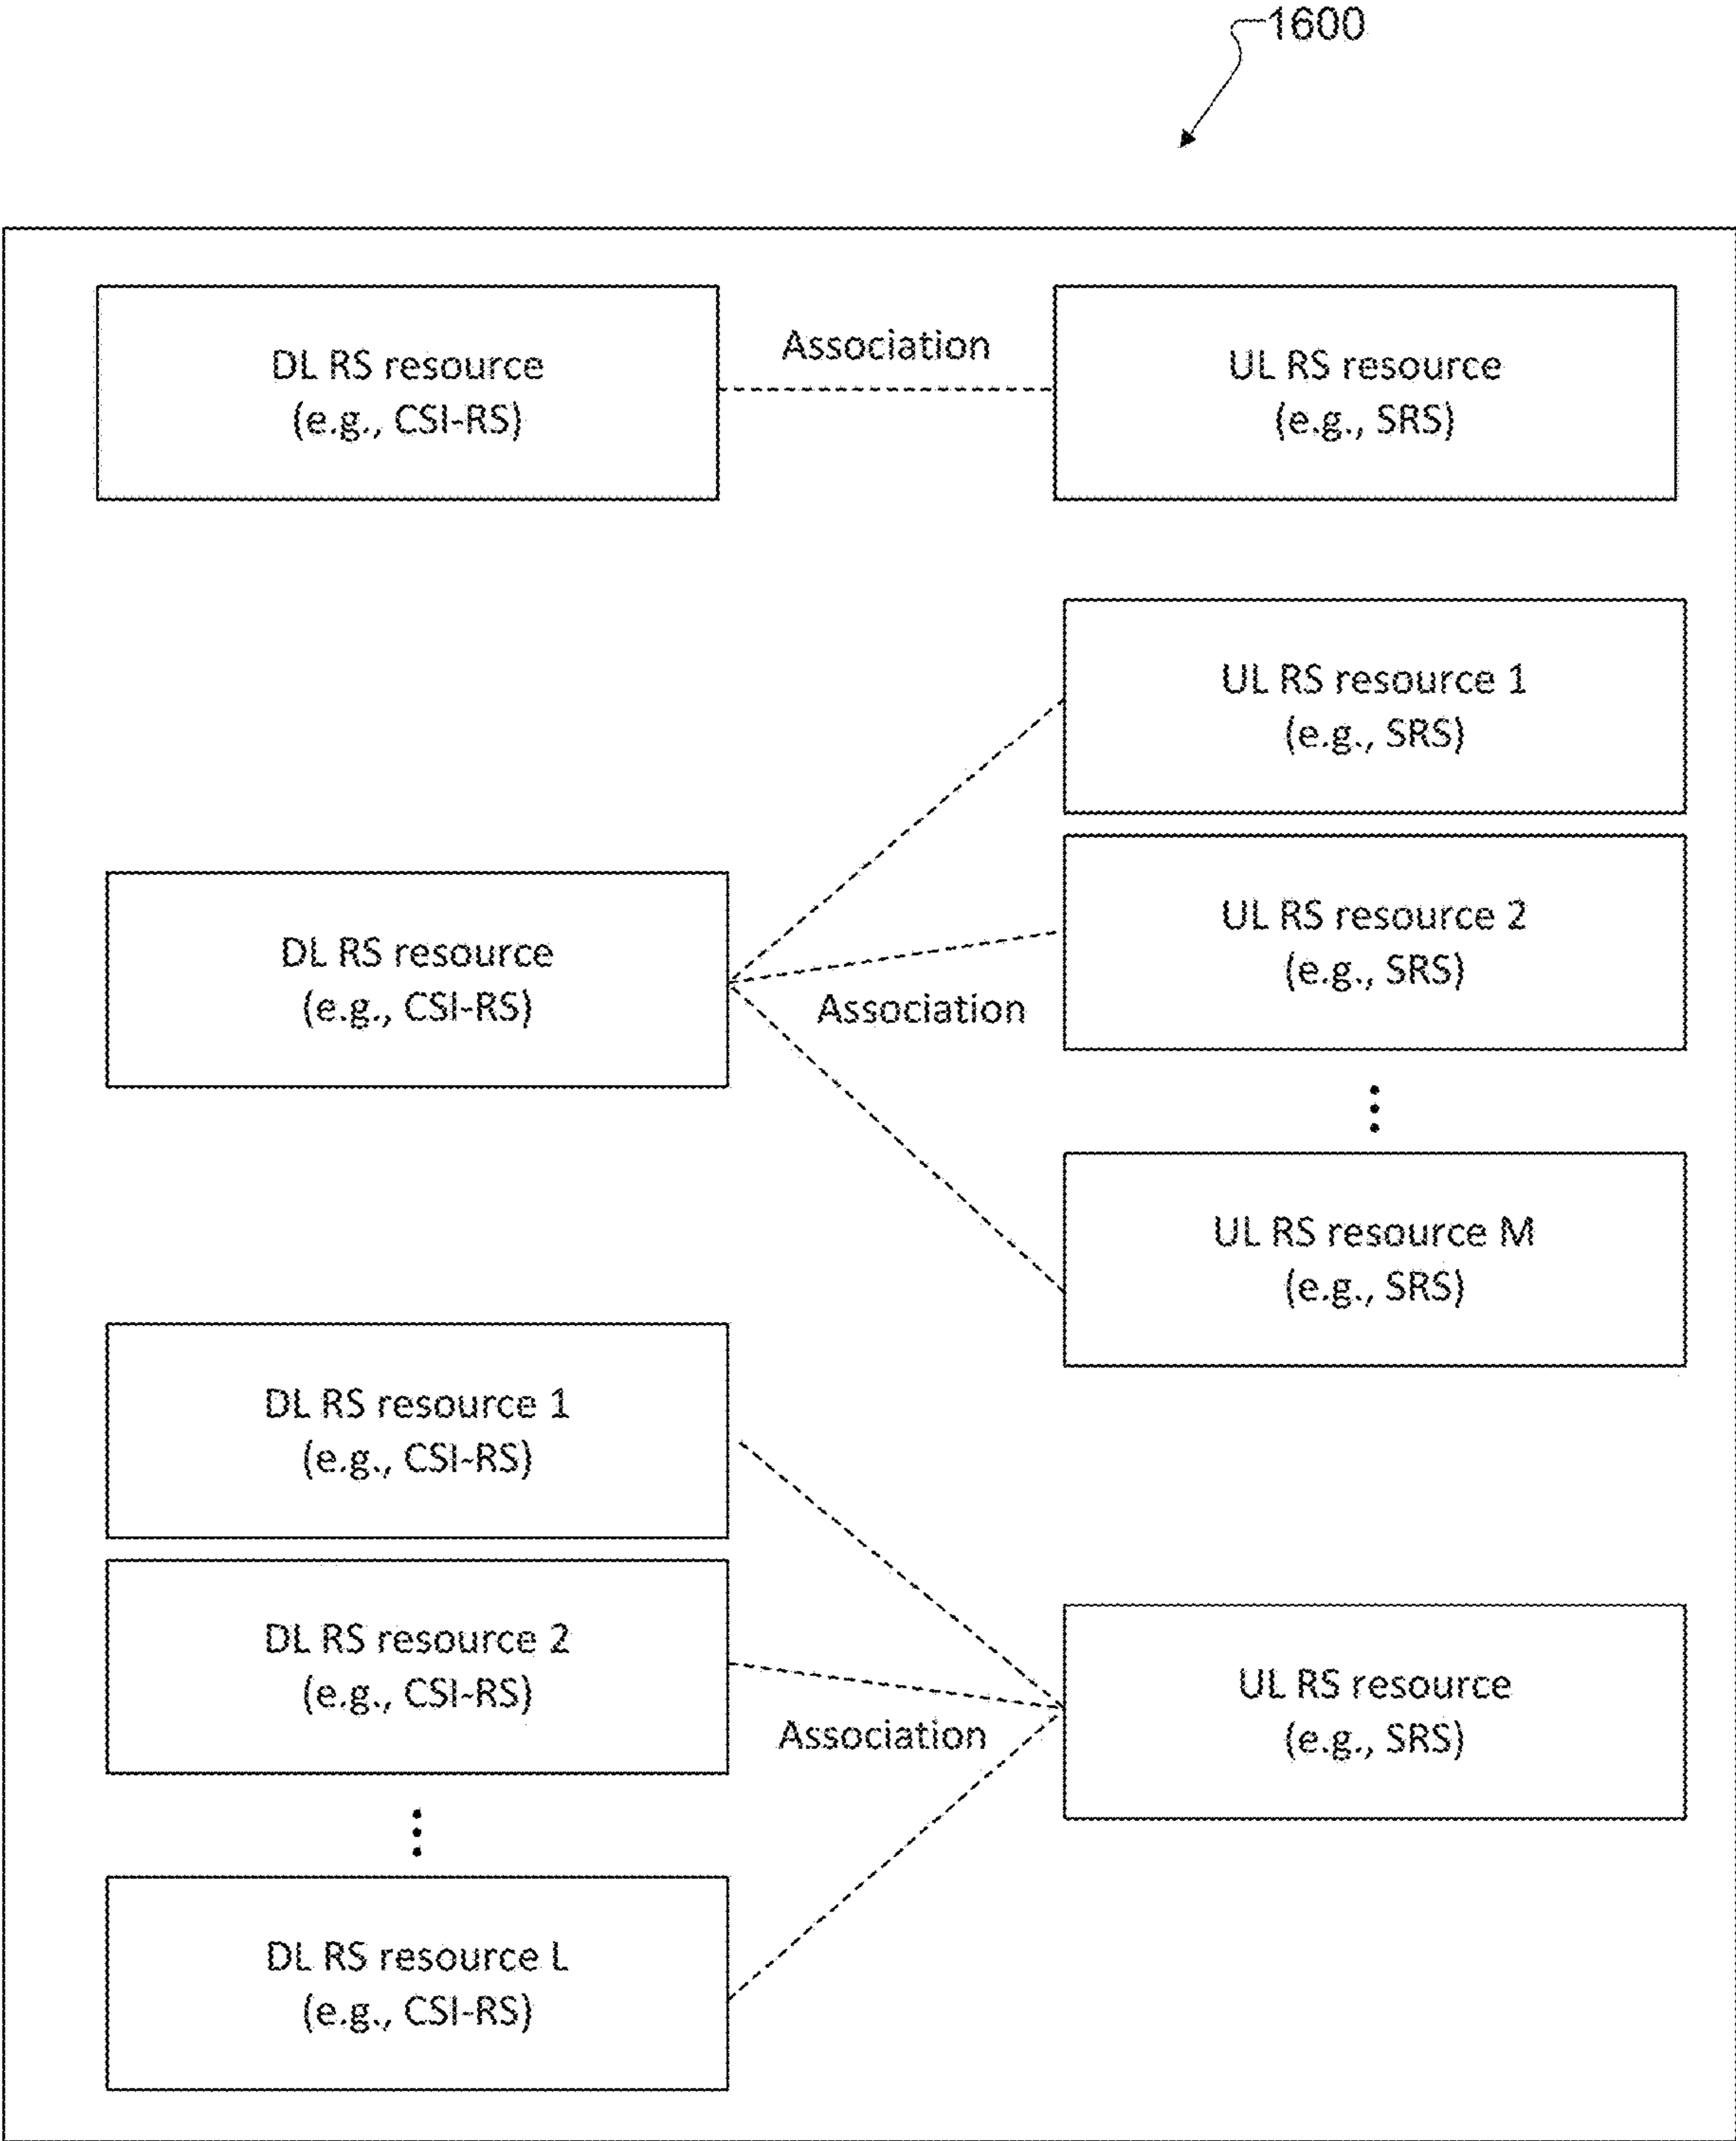 1600
DL RS resource
(e.g., CSI-RS)
Association
UL RS resource
(e.g., SRS)
UL RS resource 1
(e.g., SRS)
UL RS resource 2
(e.g., SRS)
DL RS resource
(e.g., CSI-RS)
Association
UL RS resource M
(e.g., SRS)
DL RS resource 1
(e.g., CSI-RS)
DL RS resource 2
(e.g., CSI-RS)
Association
UL RS resource
(e.g., SRS)
DL RS resource L
(e.g., CSI-RS)